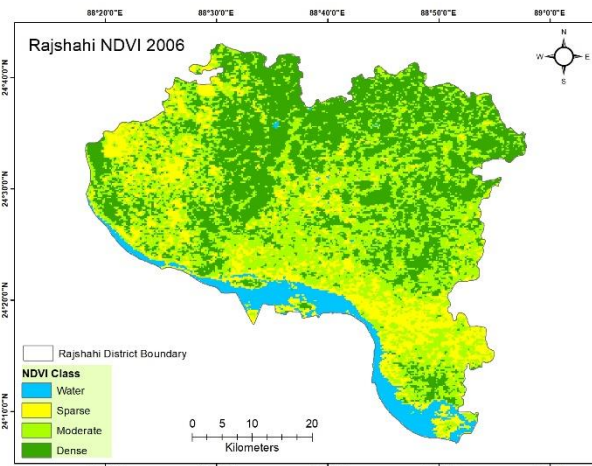 88°20'0"E 88°30'0"E 88°40'0"E 88°50'0"E 89°0'0"E
Rajshahi NDVI 2006
N
W E
S
24°40'0"N
24°30'0"N
24°20'0"N
24°10'0"N
Rajshahi District Boundary
NDVI Class
Water
Sparse
Moderate
Dense
0 5 10 20
Kilometers